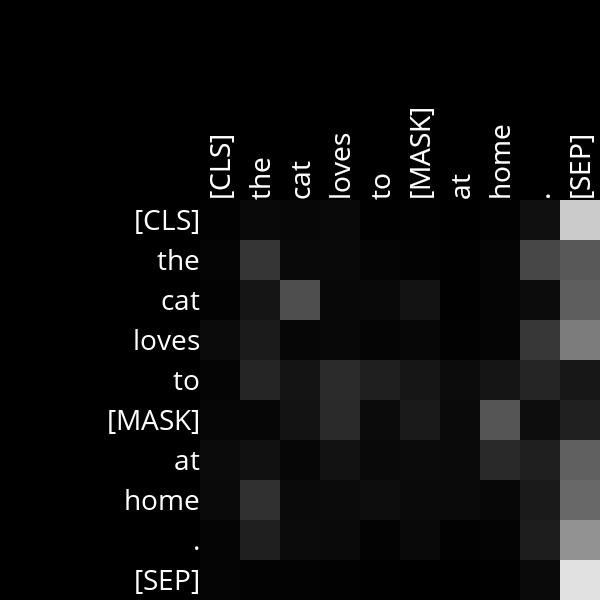 [CLS] the cat loves to [MASK] at home . [SEP]
[CLS]
the
cat
loves
to
[MASK]
at
home
.
[SEP]